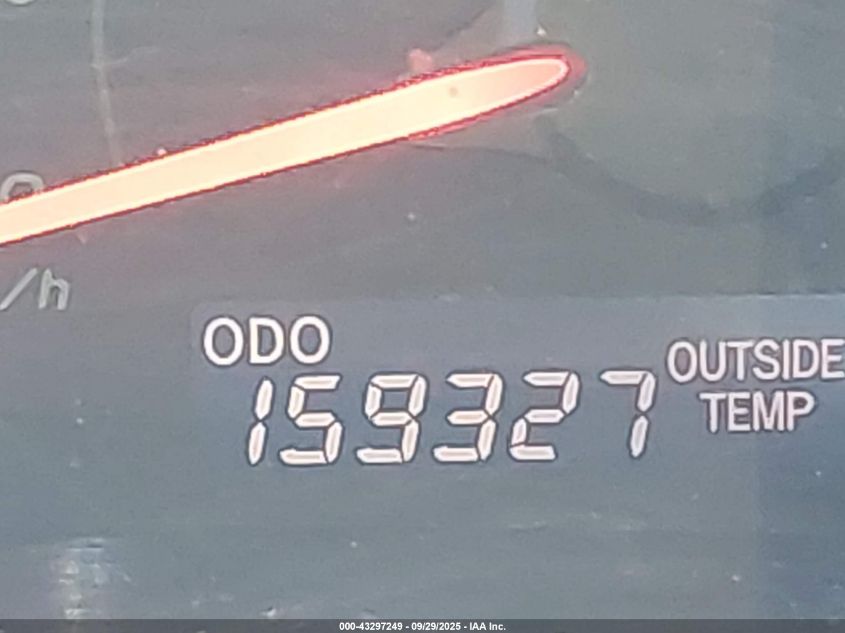 /h
ODO
159327
OUTSIDE
TEMP
000-43297249 - 09/29/2025 - IAA Inc.